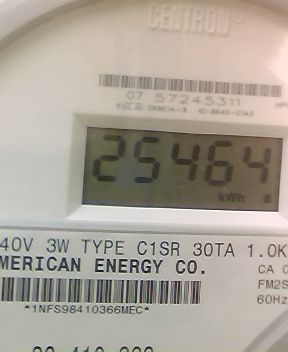 CENTRON®
07 57245311
25464
kWh
40V 3W TYPE C1SR 30TA 1.0K
MERICAN ENERGY CO.
CA 0
FM2S
60Hz
*1NFS98410366MEC*